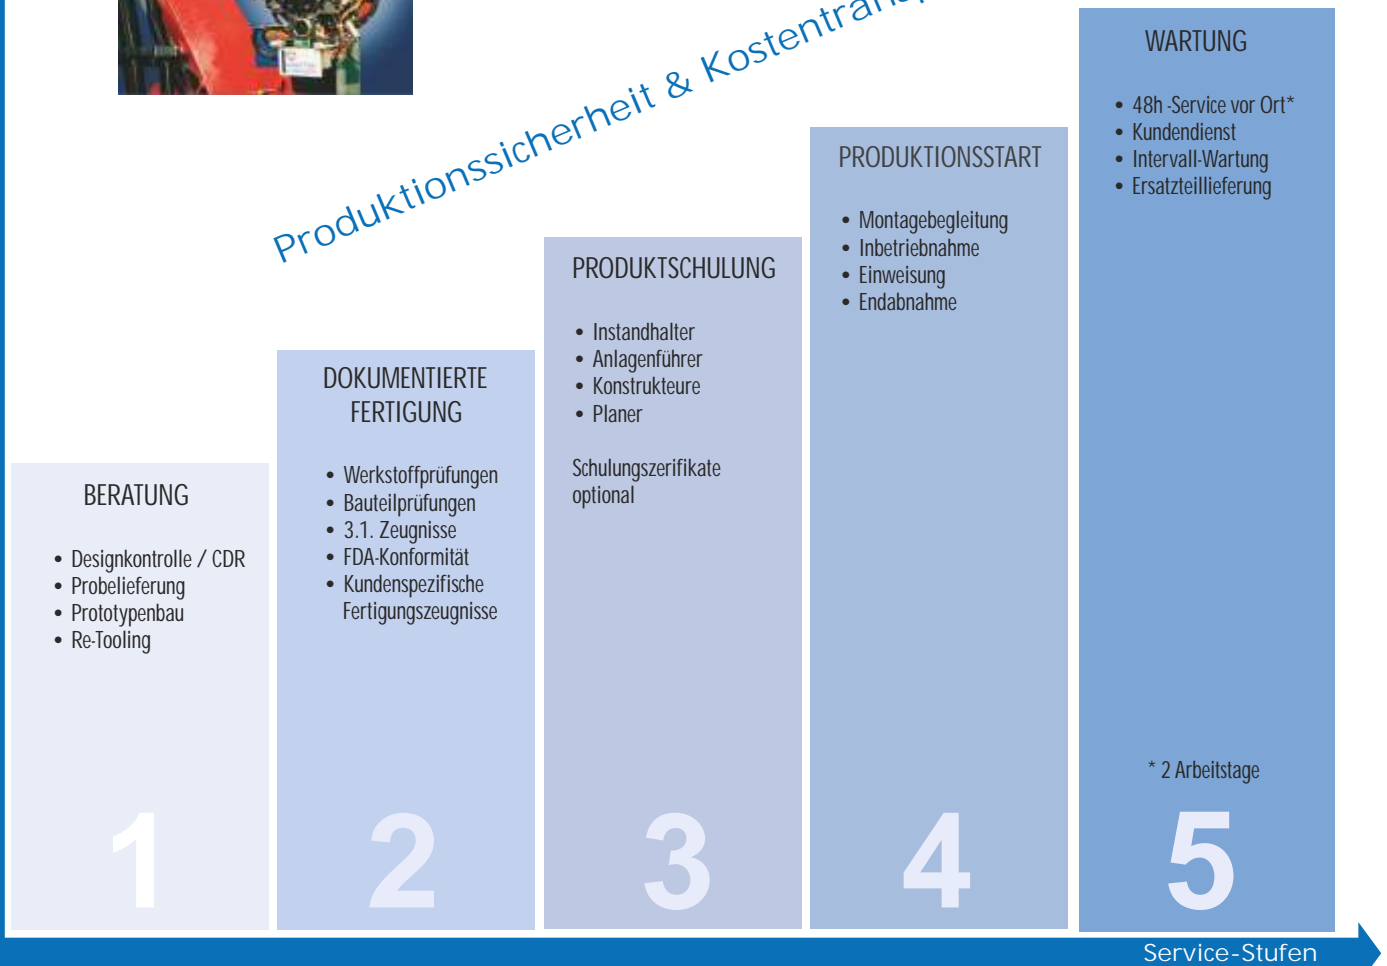 Produktionssicherheit &
WARTUNG
• 48h -Service vor Ort*
• Kundendienst
• Intervall-Wartung
• Ersatzteillieferung
* 2 Arbeitstage
5
PRODUKTIONSSTART
• Montagebegleitung
• Inbetriebnahme
• Einweisung
• Endabnahme
4
PRODUKTSCHULUNG
• Instandhalter
• Anlagenführer
• Konstrukteure
• Planer
Schulungszerifikate
optional
3
DOKUMENTIERTE
FERTIGUNG
• Werkstoffprüfungen
• Bauteilprüfungen
• 3.1. Zeugnisse
• FDA-Konformität
• Kundenspezifische
Fertigungszeugnisse
2
BERATUNG
• Designkontrolle / CDR
• Probelieferung
• Prototypenbau
• Re-Tooling
1
Service-Stufen